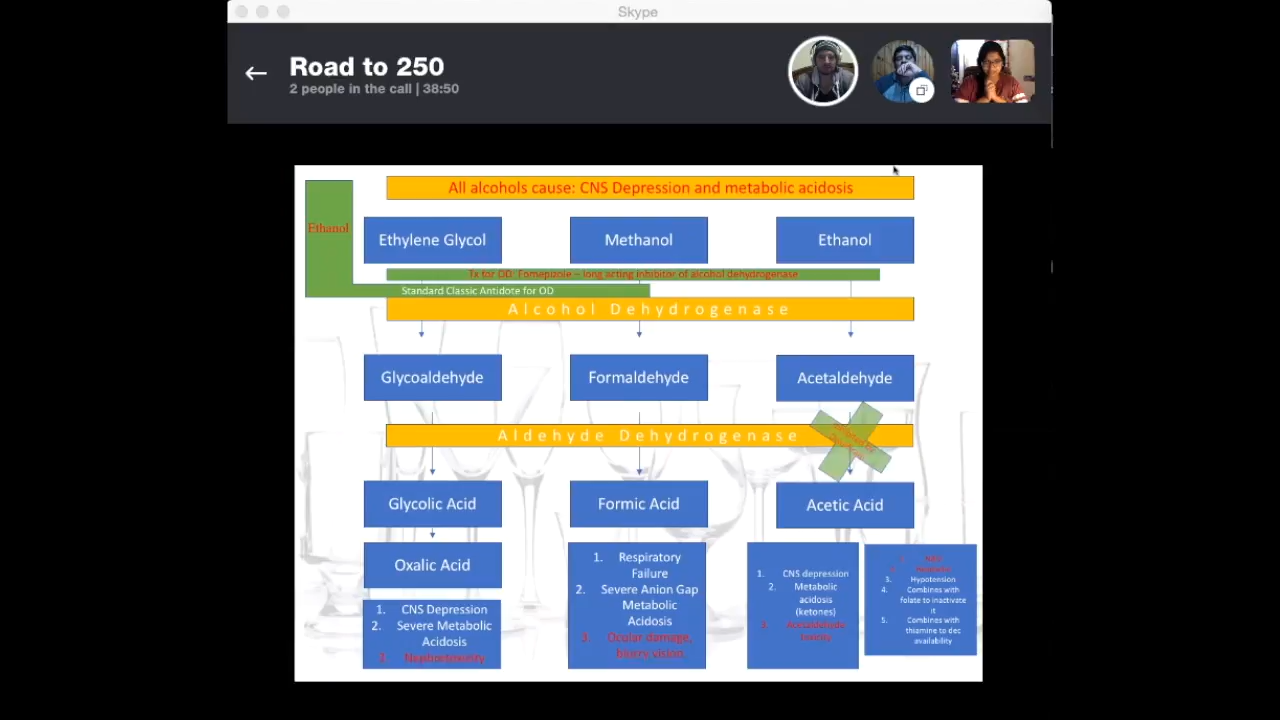 Skype
Road to 250
2 people in the call | 38:50
All alcohols cause: CNS Depression and metabolic acidosis
Ethanol
Ethylene Glycol
Methanol
Ethanol
Tx for OD: Fomepizole – long acting inhibitor of alcohol dehydrogenase
Standard Classic Antidote for OD
Alcohol Dehydrogenase
Glycoaldehyde
Formaldehyde
Acetaldehyde
Aldehyde Dehydrogenase
Glycolic Acid
Formic Acid
Acetic Acid
Oxalic Acid
1. CNS Depression
2. Severe Metabolic
Acidosis
3. Nephrotoxicity
1. Respiratory
Failure
2. Severe Anion Gap
Metabolic
Acidosis
3. Ocular damage,
blurry vision
1. CNS depression
2. Metabolic
acidosis
(ketones)
3. Acetaldehyde
toxicity
3. Hypotension
4. Combines with
folate to inactivate
it
5. Combines with
thiamine to dec
availability